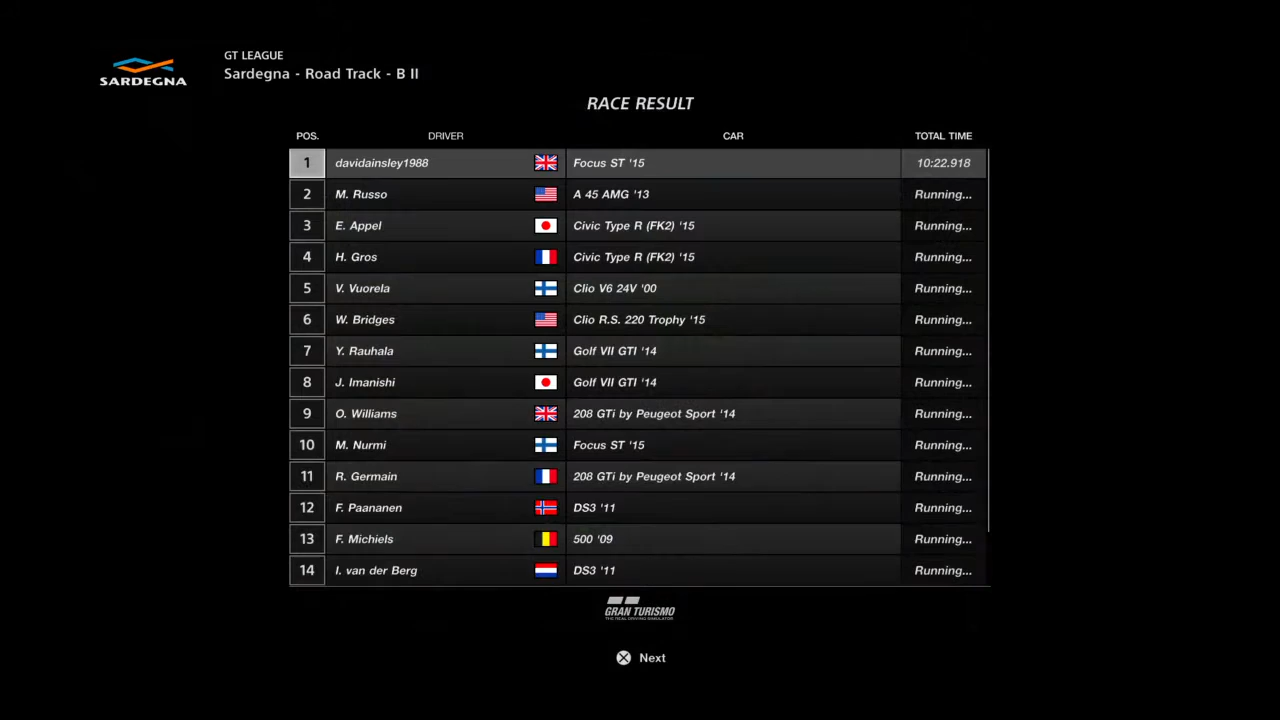 SARDEGNA
GT LEAGUE
Sardegna - Road Track - B II
RACE RESULT
POS. DRIVER CAR TOTAL TIME
1 davidainsley1988 Focus ST '15 10:22.918
2 M. Russo A 45 AMG '13 Running...
3 E. Appel Civic Type R (FK2) '15 Running...
4 H. Gros Civic Type R (FK2) '15 Running...
5 V. Vuorela Clio V6 24V '00 Running...
6 W. Bridges Clio R.S. 220 Trophy '15 Running...
7 Y. Rauhala Golf VII GTI '14 Running...
8 J. Imanishi Golf VII GTI '14 Running...
9 O. Williams 208 GTi by Peugeot Sport '14 Running...
10 M. Nurmi Focus ST '15 Running...
11 R. Germain 208 GTi by Peugeot Sport '14 Running...
12 F. Paananen DS3 '11 Running...
13 F. Michiels 500 '09 Running...
14 I. van der Berg DS3 '11 Running...
GRAN TURISMO
THE REAL DRIVING SIMULATOR
Next